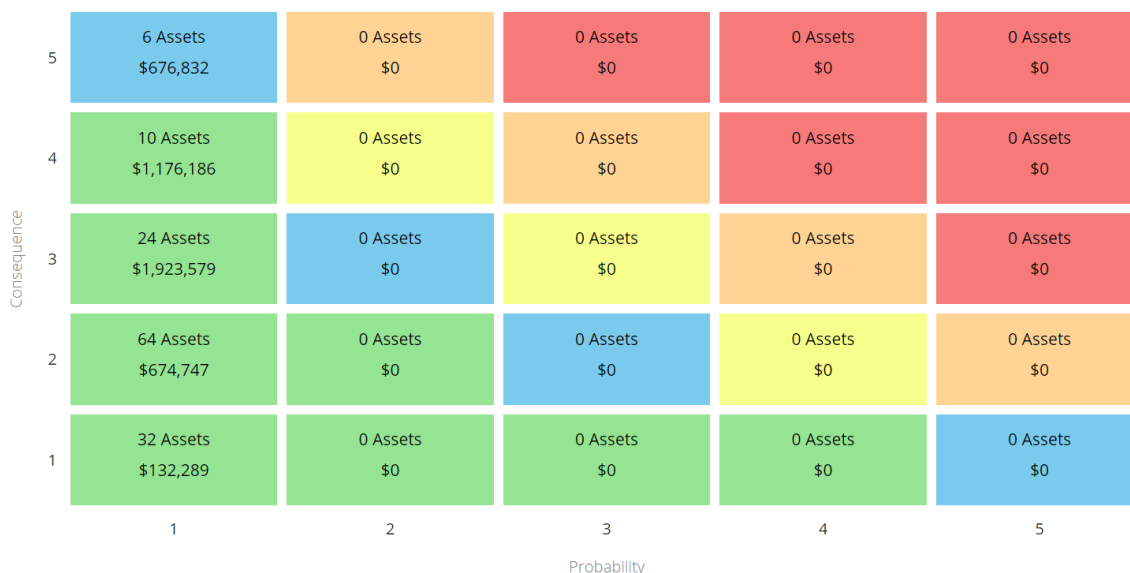 5
6 Assets
0 Assets
0 Assets
0 Assets
0 Assets
$676,832
$0
$0
$0
$0
4
10 Assets
0 Assets
0 Assets
0 Assets
0 Assets
$1,176,186
$0
$0
$0
$0
Consequence
3
24 Assets
0 Assets
0 Assets
0 Assets
0 Assets
$1,923,579
$0
$0
$0
$0
2
64 Assets
0 Assets
0 Assets
0 Assets
0 Assets
$674,747
$0
$0
$0
$0
1
32 Assets
0 Assets
0 Assets
0 Assets
0 Assets
$132,289
$0
$0
$0
$0
1
2
3
4
5
Probability